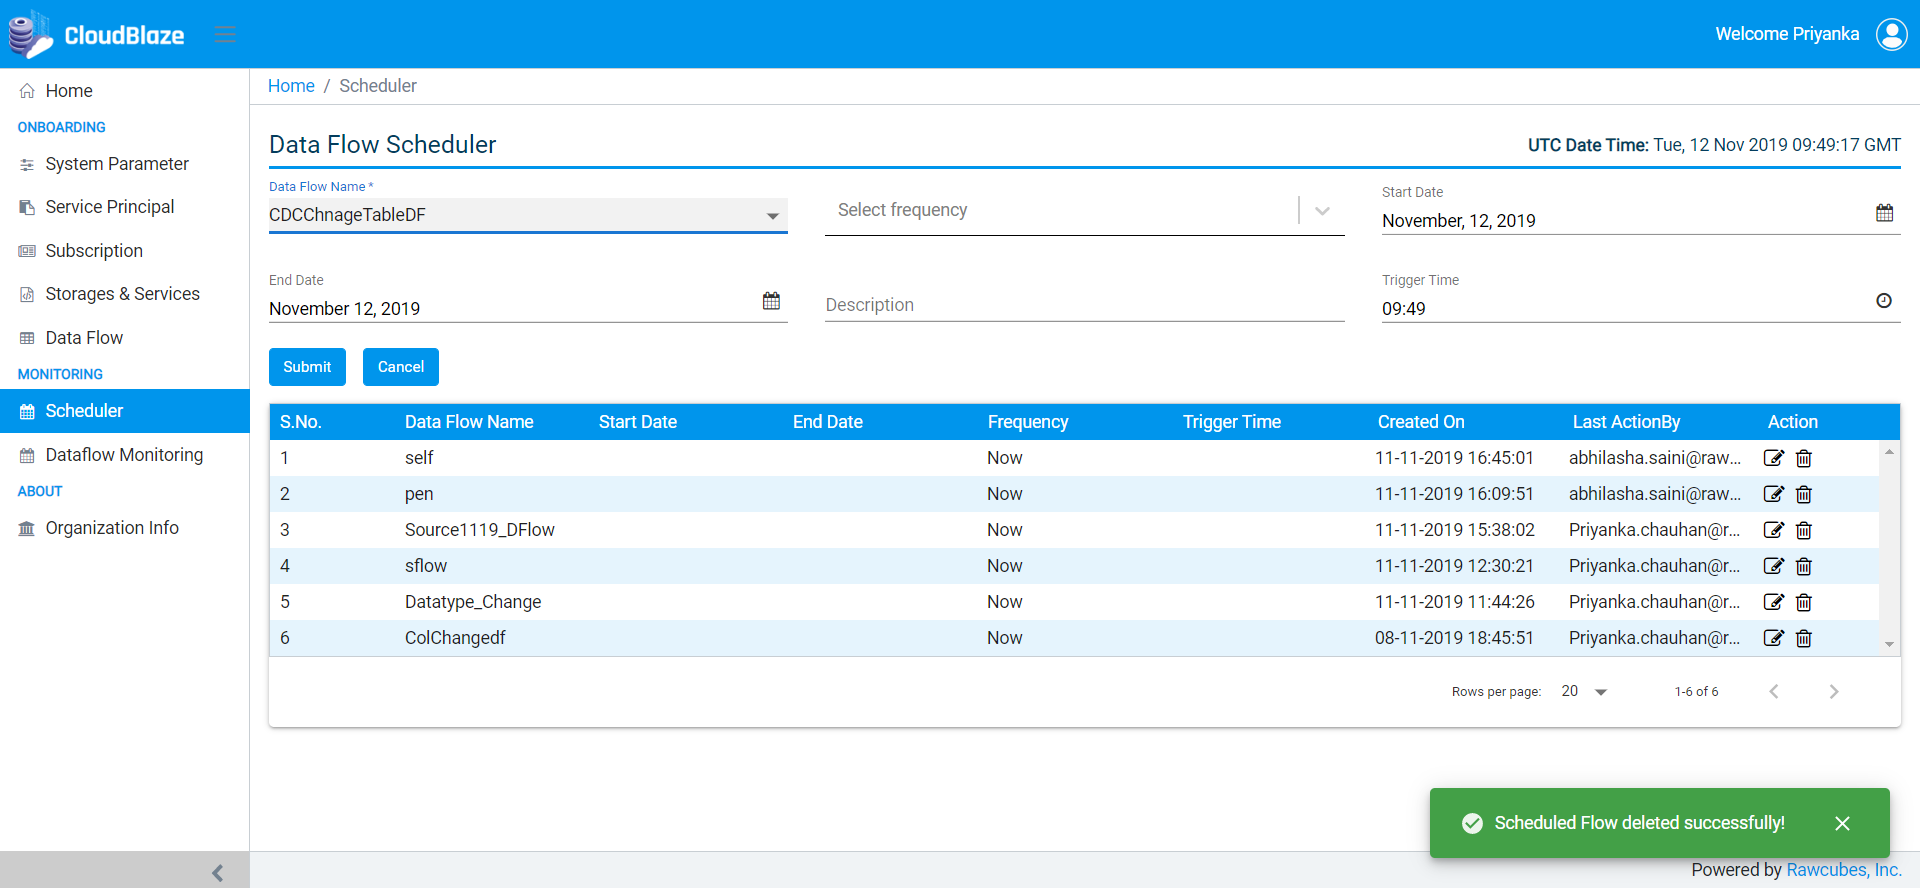 CloudBlaze
Welcome Priyanka
Home
ONBOARDING
System Parameter
Service Principal
Subscription
Storages & Services
Data Flow
MONITORING
Scheduler
Dataflow Monitoring
ABOUT
Organization Info
Home / Scheduler
Data Flow Scheduler
UTC Date Time: Tue, 12 Nov 2019 09:49:17 GMT
Data Flow Name *
CDCChnageTableDF
Select frequency
Start Date
November, 12, 2019
End Date
November 12, 2019
Description
Trigger Time
09:49
Submit Cancel
S.No. Data Flow Name Start Date End Date Frequency Trigger Time Created On Last ActionBy Action
1 self Now 11-11-2019 16:45:01 abhilasha.saini@raw...
2 pen Now 11-11-2019 16:09:51 abhilasha.saini@raw...
3 Source1119_DFlow Now 11-11-2019 15:38:02 Priyanka.chauhan@r...
4 sflow Now 11-11-2019 12:30:21 Priyanka.chauhan@r...
5 Datatype_Change Now 11-11-2019 11:44:26 Priyanka.chauhan@r...
6 ColChangedf Now 08-11-2019 18:45:51 Priyanka.chauhan@r...
Rows per page: 20 1-6 of 6
Scheduled Flow deleted successfully!
Powered by Rawcubes, Inc.